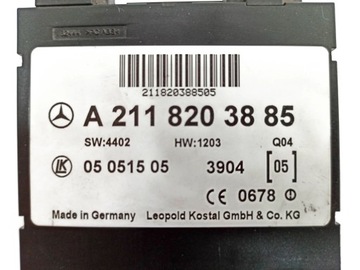 211820388505
A 211 820 38 85
SW:4402 HW:1203 Q04
05 0515 05 3904 [05]
CE 0678
Made in Germany Leopold Kostal GmbH & Co. KG